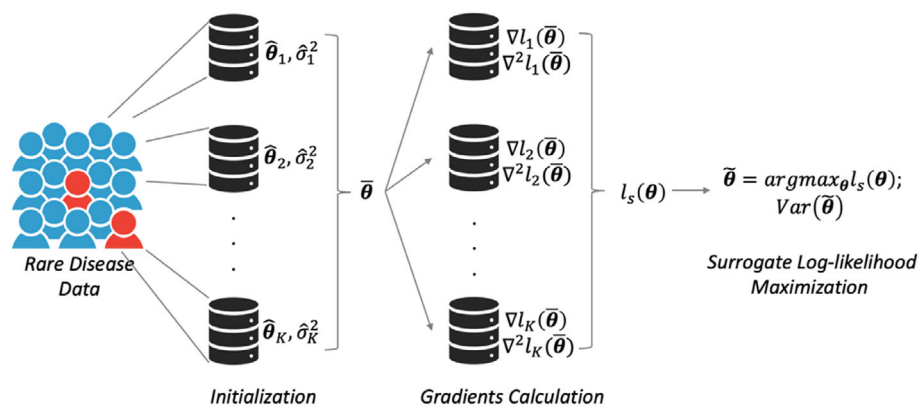 θ̂₁, σ̂₁²
θ̂₂, σ̂₂²
.
.
.
θ̂_K, σ̂_K²
θ̄
∇l₁(θ̄)
∇²l₁(θ̄)
∇l₂(θ̄)
∇²l₂(θ̄)
.
.
.
∇l_K(θ̄)
∇²l_K(θ̄)
l_s(θ)
θ̃ = argmax_θ l_s(θ);
Var(θ̃)
Rare Disease
Data
Surrogate Log-likelihood
Maximization
Initialization
Gradients Calculation